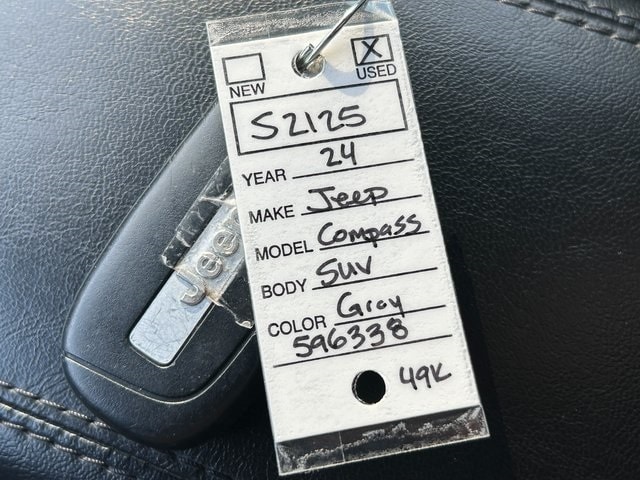 X
NEW USED
S2125
YEAR 24
MAKE Jeep
MODEL Compass
BODY SUV
COLOR Gray
596338
49K
Jeep